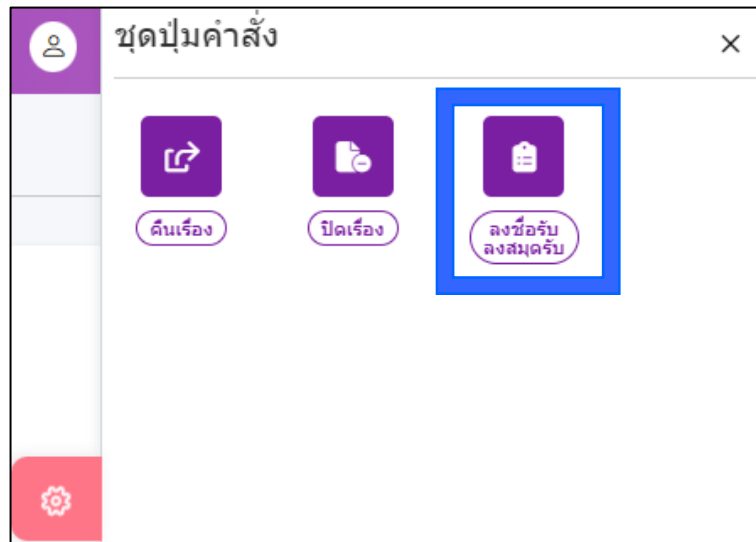 ชุดปุ่มคำสั่ง
คืนเรื่อง
ปิดเรื่อง
ลงชื่อรับ
ลงสมุดรับ